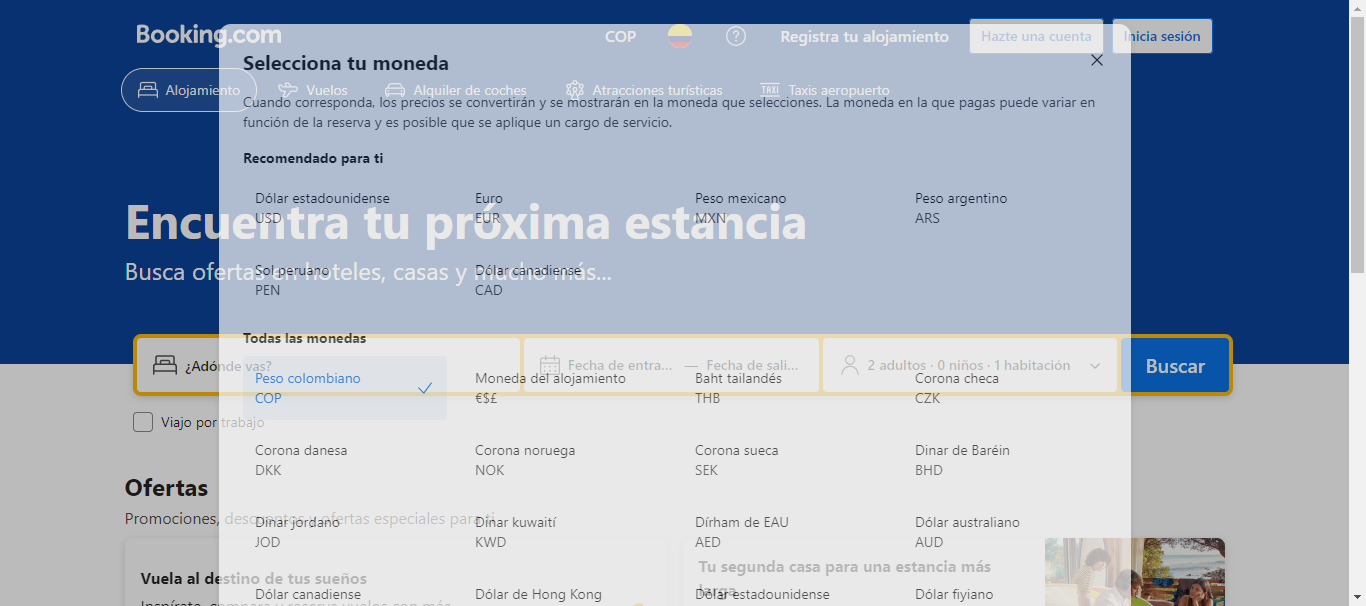 Booking.com
COP
Registra tu alojamiento
Hazte una cuenta
Inicia sesión
Selecciona tu moneda
Alojamiento
Vuelos
Alquiler de coches
Atracciones turísticas
TAXI
Taxis aeropuerto
Cuando corresponda, los precios se convertirán y se mostrarán en la moneda que selecciones. La moneda en la que pagas puede variar en
función de la reserva y es posible que se aplique un cargo de servicio.
Recomendado para ti
Dólar estadounidense
USD
Euro
EUR
Peso mexicano
MXN
Peso argentino
ARS
Encuentra tu próxima estancia
Busca ofertas en hoteles, casas y mucho más...
Sol peruano
PEN
Dólar canadiense
CAD
Todas las monedas
¿Adónde vas?
Fecha de entra... — Fecha de sali...
2 adultos · 0 niños · 1 habitación
Buscar
Peso colombiano
COP
Moneda del alojamiento
€$£
Baht tailandés
THB
Corona checa
CZK
Viajo por trabajo
Corona danesa
DKK
Corona noruega
NOK
Corona sueca
SEK
Dinar de Baréin
BHD
Ofertas
Promociones, descuentos y ofertas especiales para ti
Dinar jordano
JOD
Dinar kuwaití
KWD
Dírham de EAU
AED
Dólar australiano
AUD
Vuela al destino de tus sueños
Inspírate, compara y reserva vuelos con más
Tu segunda casa para una estancia más
larga
Dólar canadiense
Dólar de Hong Kong
Dólar estadounidense
Dólar fiyiano